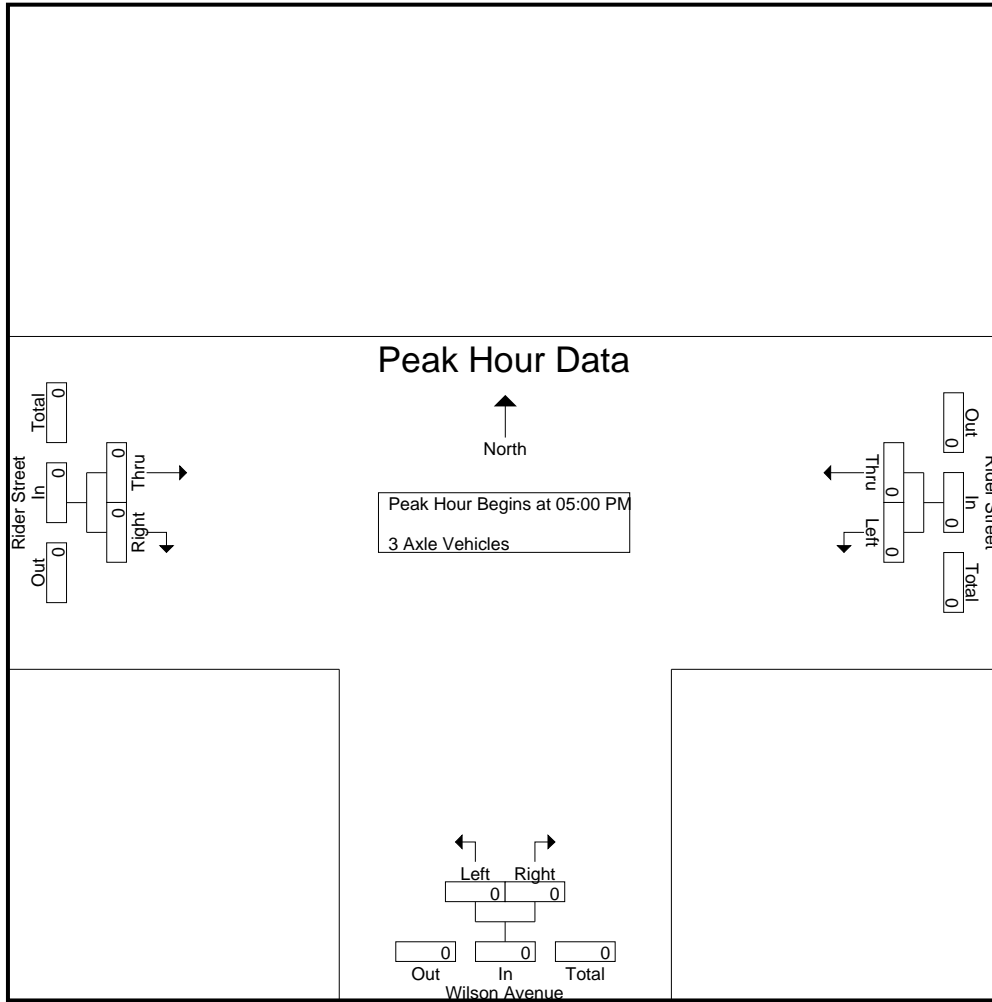 Peak Hour Data
North
Peak Hour Begins at 05:00 PM
3 Axle Vehicles
Rider Street
Total
0
In
0
Out
0
Thru
0
Right
0
Rider Street
Out
0
In
0
Total
0
Thru
0
Left
0
Left
Right
0
0
0
0
0
Out
In
Total
Wilson Avenue